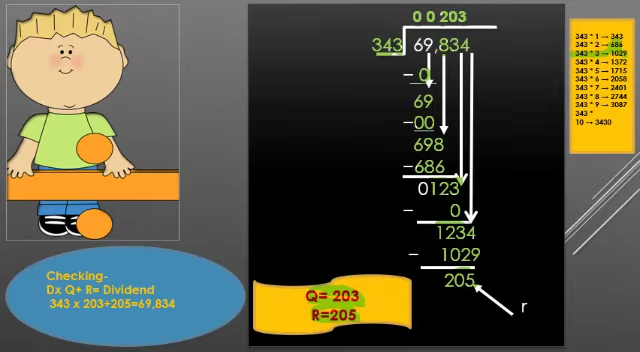 0 0 203
343 69,834
– 0
69
– 00
698
– 686
0123
– 0
1234
– 1029
205
r
Q= 203
R=205
Checking-
Dx Q+ R= Dividend
343 x 203+205=69,834
343 * 1 → 343
343 * 2 → 686
343 * 3 → 1029
343 * 4 → 1372
343 * 5 → 1715
343 * 6 → 2058
343 * 7 → 2401
343 * 8 → 2744
343 * 9 → 3087
343 *
10 → 3430